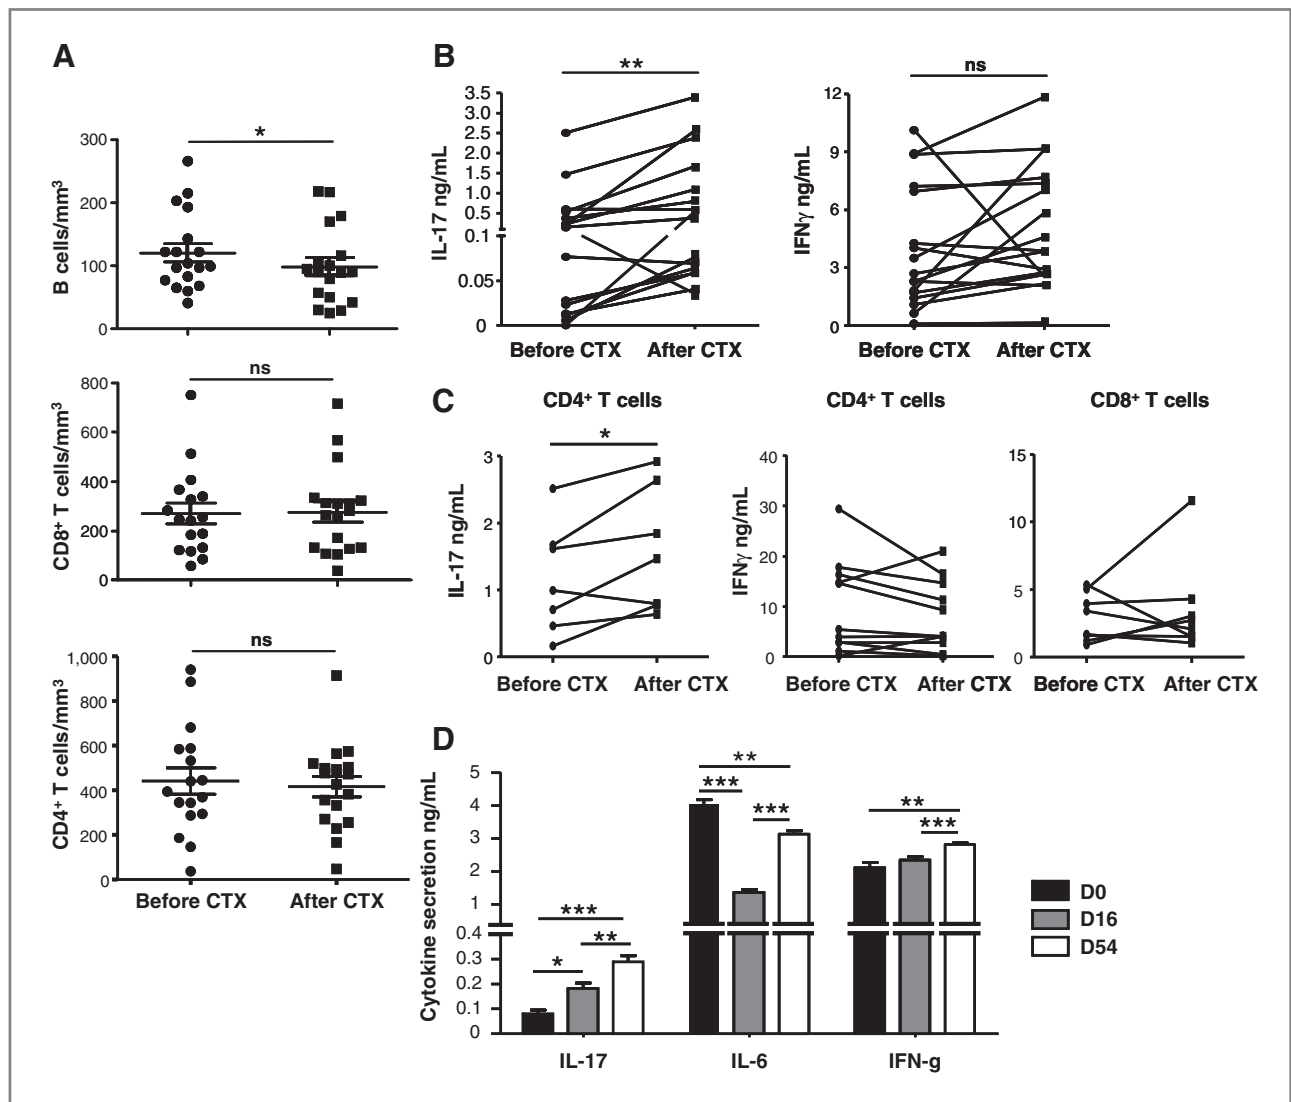 A
*
300
200
100
0
B cells/mm³
ns
800
600
400
200
0
CD8⁺ T cells/mm³
ns
1,000
800
600
400
200
0
CD4⁺ T cells/mm³
Before CTX After CTX
B
**
3.5
3.0
2.5
2.0
1.5
1.0
0.5
0.1
0.05
0
IL-17 ng/mL
Before CTX After CTX
ns
12
9
6
3
0
IFNγ ng/mL
Before CTX After CTX
C
CD4⁺ T cells
*
3
2
1
0
IL-17 ng/mL
Before CTX After CTX
CD4⁺ T cells
40
30
20
10
0
IFNγ ng/mL
Before CTX After CTX
CD8⁺ T cells
15
10
5
0
Before CTX After CTX
D
5
4
3
2
1
0.4
0.3
0.2
0.1
0
Cytokine secretion ng/mL
***
* **
**
***
***
**
***
IL-17 IL-6 IFN-g
D0
D16
D54